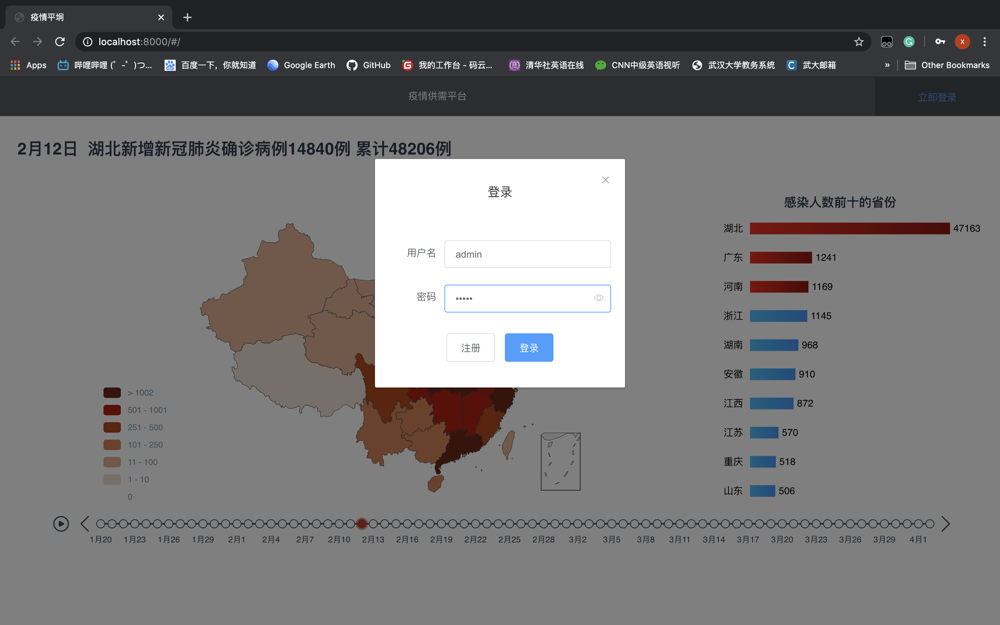 疫情平坰
localhost:8000/#/
Apps
哔哩哔哩 (゜-゜)つ...
百度一下，你就知道
Google Earth
GitHub
我的工作台 - 码云...
清华社英语在线
CNN中级英语视听
武汉大学教务系统
武大邮箱
»
Other Bookmarks
疫情供需平台
立即登录
2月12日 湖北新增新冠肺炎确诊病例14840例 累计48206例
登录
用户名
admin
密码
•••••
注册
登录
感染人数前十的省份
湖北 47163
广东 1241
河南 1169
浙江 1145
湖南 968
安徽 910
江西 872
江苏 570
重庆 518
山东 506
> 1002
501 - 1001
251 - 500
101 - 250
11 - 100
1 - 10
0
1月20 1月23 1月26 1月29 2月1 2月4 2月7 2月10 2月13 2月16 2月19 2月22 2月25 2月28 3月2 3月5 3月8 3月11 3月14 3月17 3月20 3月23 3月26 3月29 4月1